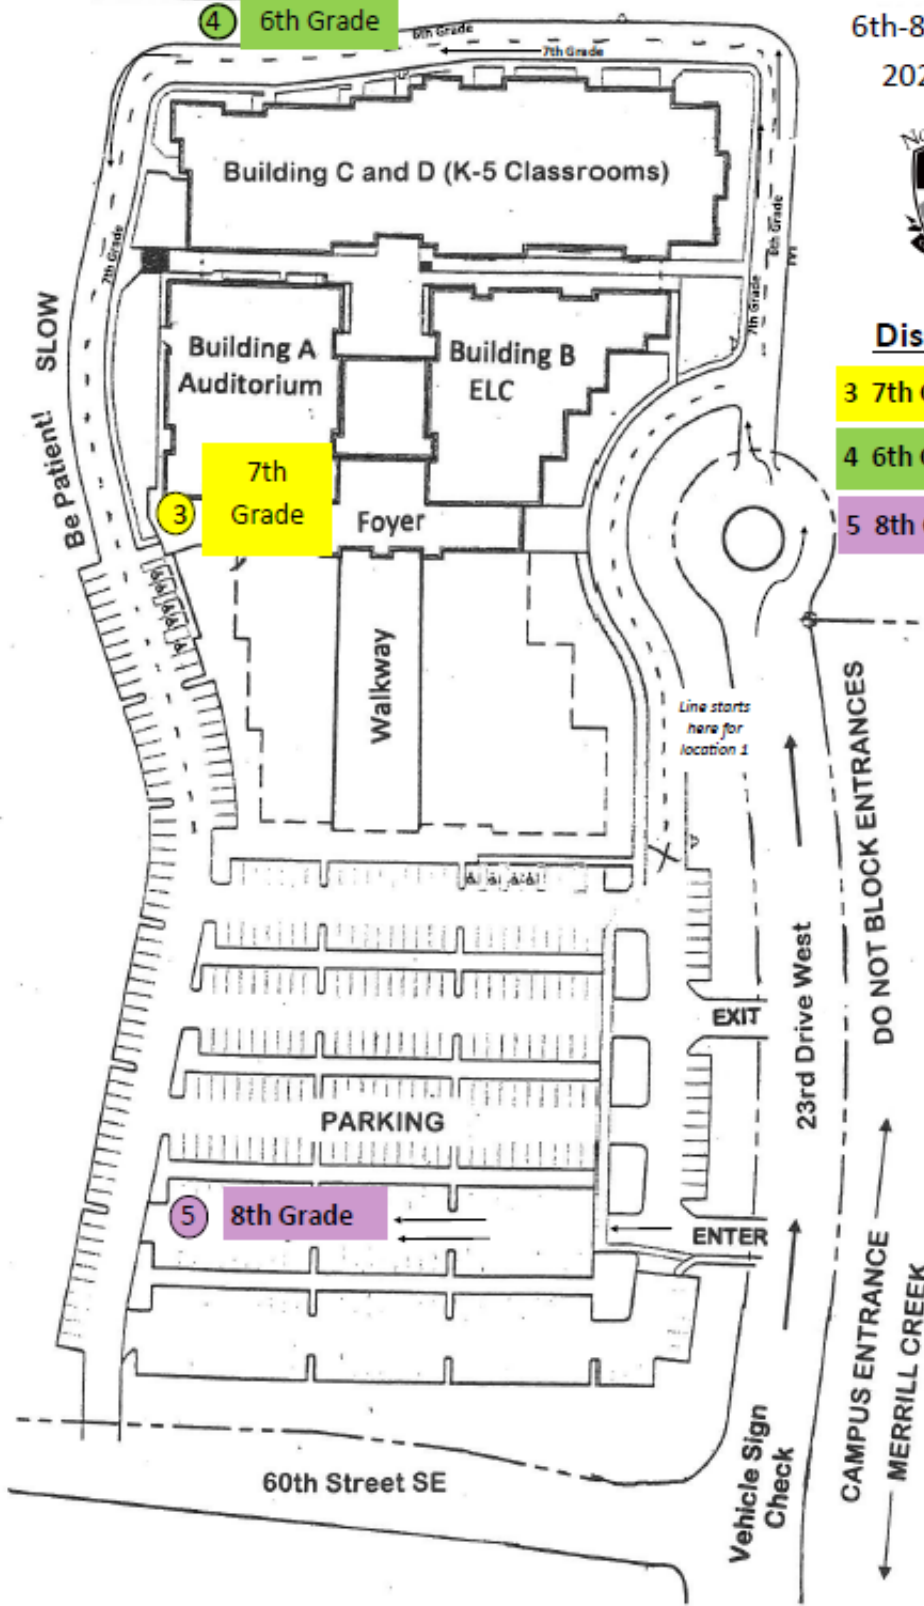 4 6th Grade
6th Grade
7th Grade
6th-8
202
Building C and D (K-5 Classrooms)
7th Grade
6th Grade
7th Grade
Be Patient! SLOW
Building A
Auditorium
Building B
ELC
Dis
3 7th G
4 6th G
5 8th
3 7th
Grade
Foyer
Walkway
Line starts
here for
location 1
DO NOT BLOCK ENTRANCES
23rd Drive West
EXIT
PARKING
5 8th Grade
ENTER
CAMPUS ENTRANCE
MERRILL CREEK
Vehicle Sign
Check
60th Street SE